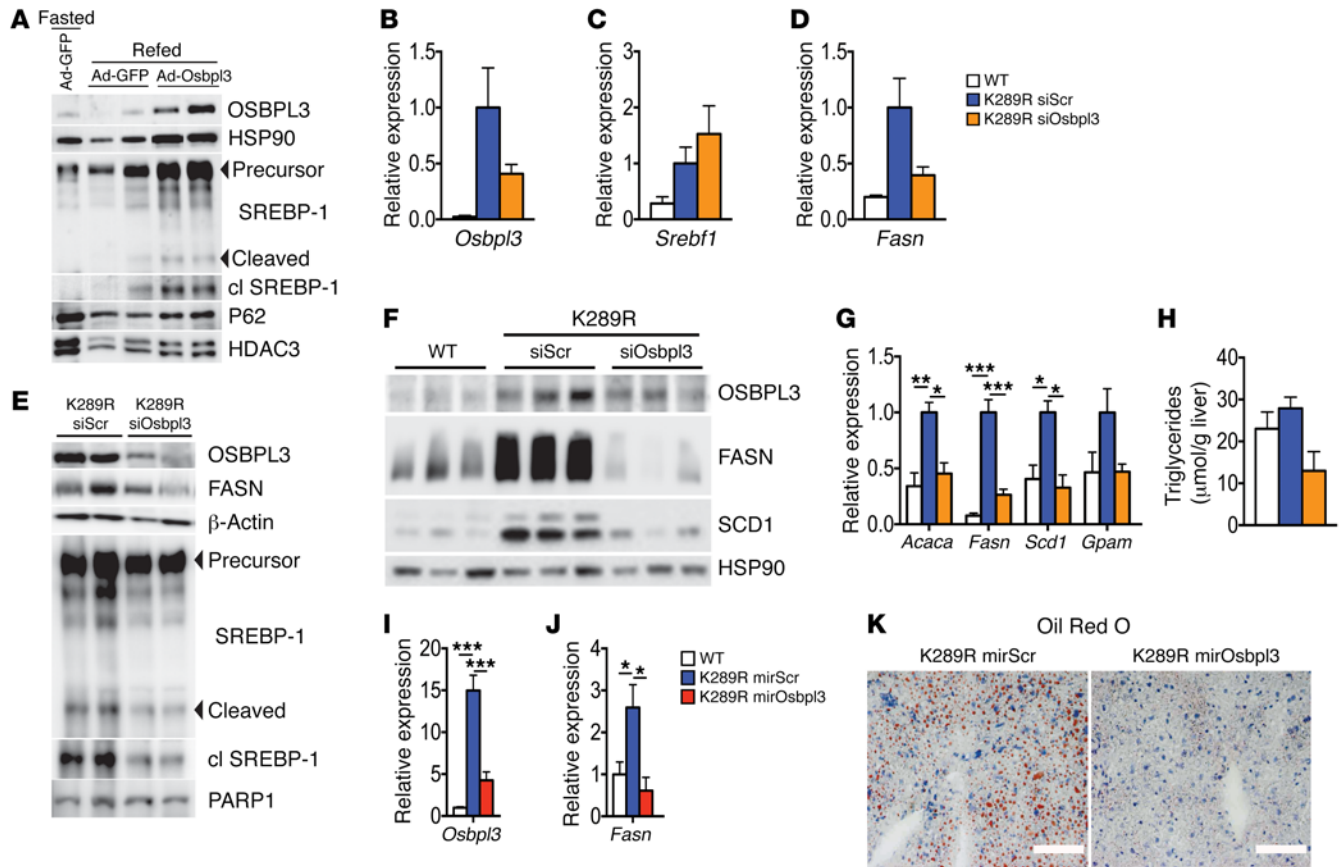 A
Fasted
Ad-GFP
Refed
Ad-GFP Ad-Osbpl3
OSBPL3
HSP90
Precursor
SREBP-1
Cleaved
cl SREBP-1
P62
HDAC3
B
Relative expression
1.5
1.0
0.5
0.0
Osbpl3
C
Relative expression
3
2
1
0
Srebf1
D
Relative expression
1.5
1.0
0.5
0.0
Fasn
WT
K289R siScr
K289R siOsbpl3
E
K289R K289R
siScr siOsbpl3
OSBPL3
FASN
β-Actin
Precursor
SREBP-1
Cleaved
cl SREBP-1
PARP1
F
K289R
WT siScr siOsbpl3
OSBPL3
FASN
SCD1
HSP90
G
Relative expression
1.5
1.0
0.5
0.0
** * *** *** * *
Acaca Fasn Scd1 Gpam
H
Triglycerides
(μmol/g liver)
40
30
20
10
0
I
Relative expression
20
15
10
5
0
***
***
Osbpl3
J
Relative expression
4
3
2
1
0
* *
Fasn
WT
K289R mirScr
K289R mirOsbpl3
K
Oil Red O
K289R mirScr K289R mirOsbpl3